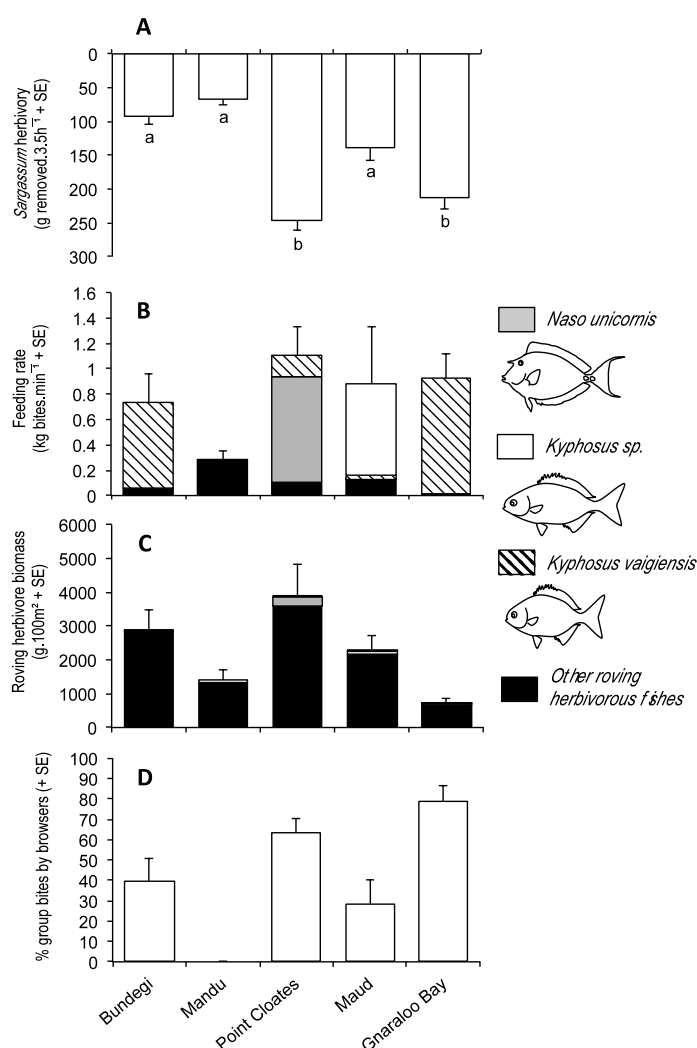 A
Sargassum herbivory
(g removed.3.5h⁻¹ + SE)
0
50
100
150
200
250
300
a
a
b
a
b
B
Feeding rate
(kg bites.min⁻¹ + SE)
1.6
1.4
1.2
1
0.8
0.6
0.4
0.2
0
Naso unicornis
Kyphosus sp.
Kyphosus vaigiensis
Other roving
herbivorous fishes
C
Roving herbivore biomass
(g.100m² + SE)
6000
5000
4000
3000
2000
1000
0
D
% group bites by browsers (+ SE)
100
90
80
70
60
50
40
30
20
10
0
Bundegi
Mandu
Point Cloates
Maud
Gnaraloo Bay